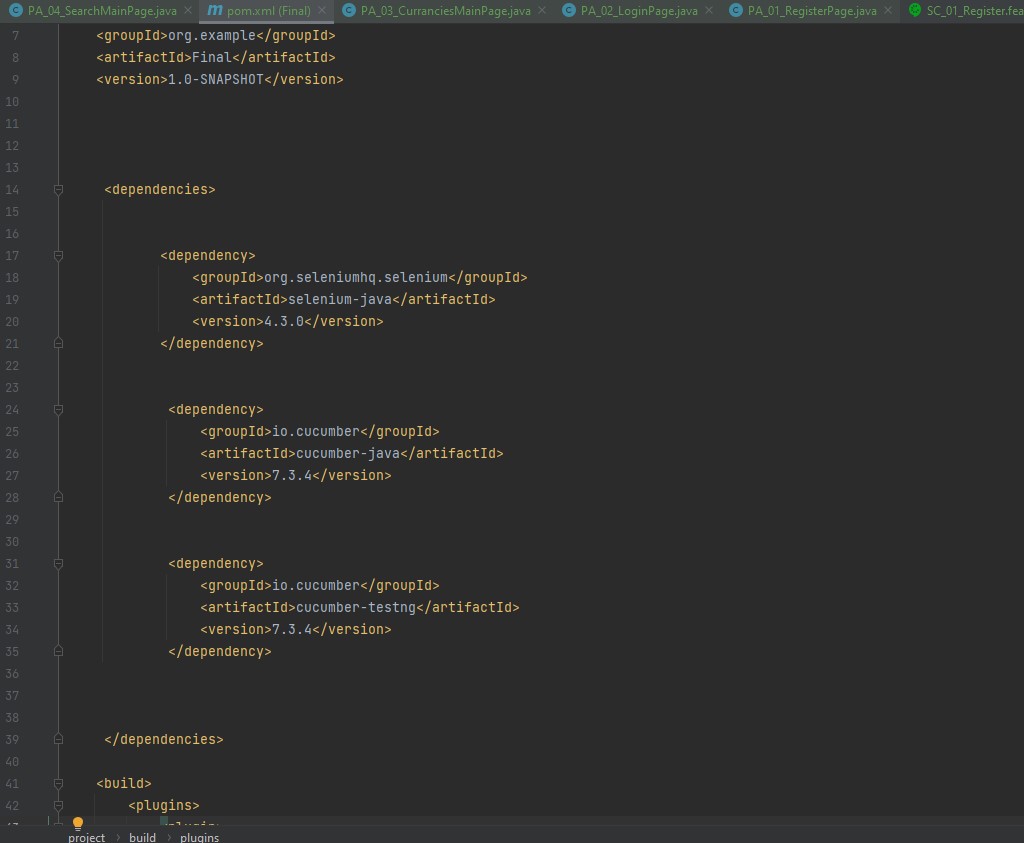 PA_04_SearchMainPage.java pom.xml (Final) PA_03_CurranciesMainPage.java PA_02_LoginPage.java PA_01_RegisterPage.java SC_01_Register.fea
7 <groupId>org.example</groupId>
8 <artifactId>Final</artifactId>
9 <version>1.0-SNAPSHOT</version>
10
11
12
13
14 <dependencies>
15
16
17 <dependency>
18 <groupId>org.seleniumhq.selenium</groupId>
19 <artifactId>selenium-java</artifactId>
20 <version>4.3.0</version>
21 </dependency>
22
23
24 <dependency>
25 <groupId>io.cucumber</groupId>
26 <artifactId>cucumber-java</artifactId>
27 <version>7.3.4</version>
28 </dependency>
29
30
31 <dependency>
32 <groupId>io.cucumber</groupId>
33 <artifactId>cucumber-testng</artifactId>
34 <version>7.3.4</version>
35 </dependency>
36
37
38
39 </dependencies>
40
41 <build>
42 <plugins>
project > build > plugins